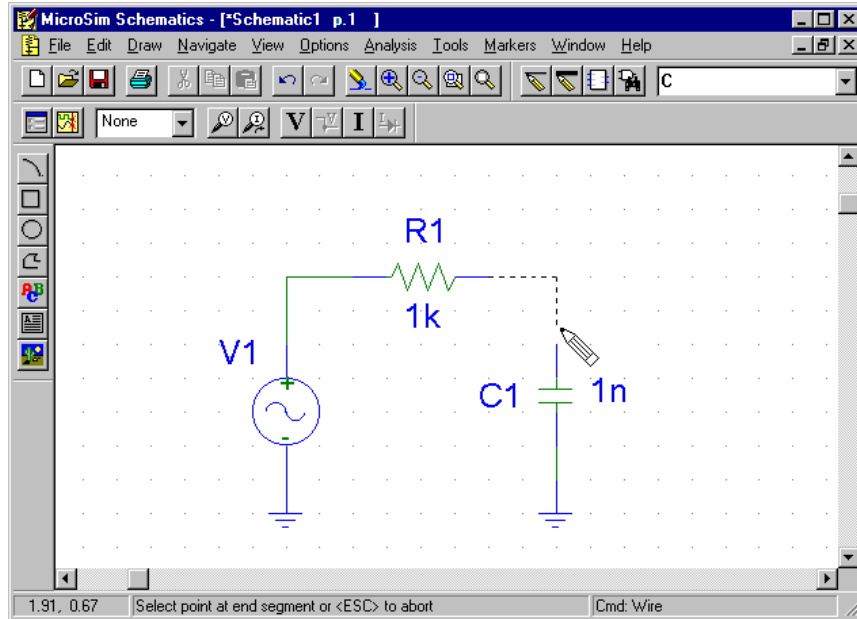 MicroSim Schematics - [*Schematic1 p.1 ]
File Edit Draw Navigate View Options Analysis Tools Markers Window Help
C
None V I
R1
1k
V1
+
C1 1n
-
1.91, 0.67 Select point at end segment or <ESC> to abort Cmd: Wire